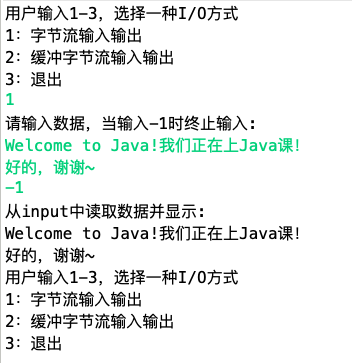 用户输入1-3，选择一种I/O方式
1：字节流输入输出
2：缓冲字节流输入输出
3：退出
1
请输入数据，当输入-1时终止输入：
Welcome to Java!我们正在上Java课!
好的，谢谢~
-1
从input中读取数据并显示：
Welcome to Java!我们正在上Java课!
好的，谢谢~
用户输入1-3，选择一种I/O方式
1：字节流输入输出
2：缓冲字节流输入输出
3：退出